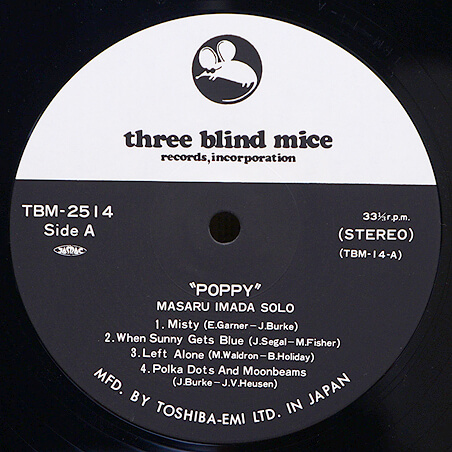 three blind mice
records, incorporation
TBM-2514
Side A
JASRAC
33⅓ r.p.m.
(STEREO)
(TBM-14-A)
"POPPY"
MASARU IMADA SOLO
1. Misty (E.Garner-J.Burke)
2. When Sunny Gets Blue (J.Segal-M.Fisher)
3. Left Alone (M.Waldron-B.Holiday)
4. Polka Dots And Moonbeams
(J.Burke-J.V.Heusen)
MFD. BY TOSHIBA-EMI LTD. IN JAPAN